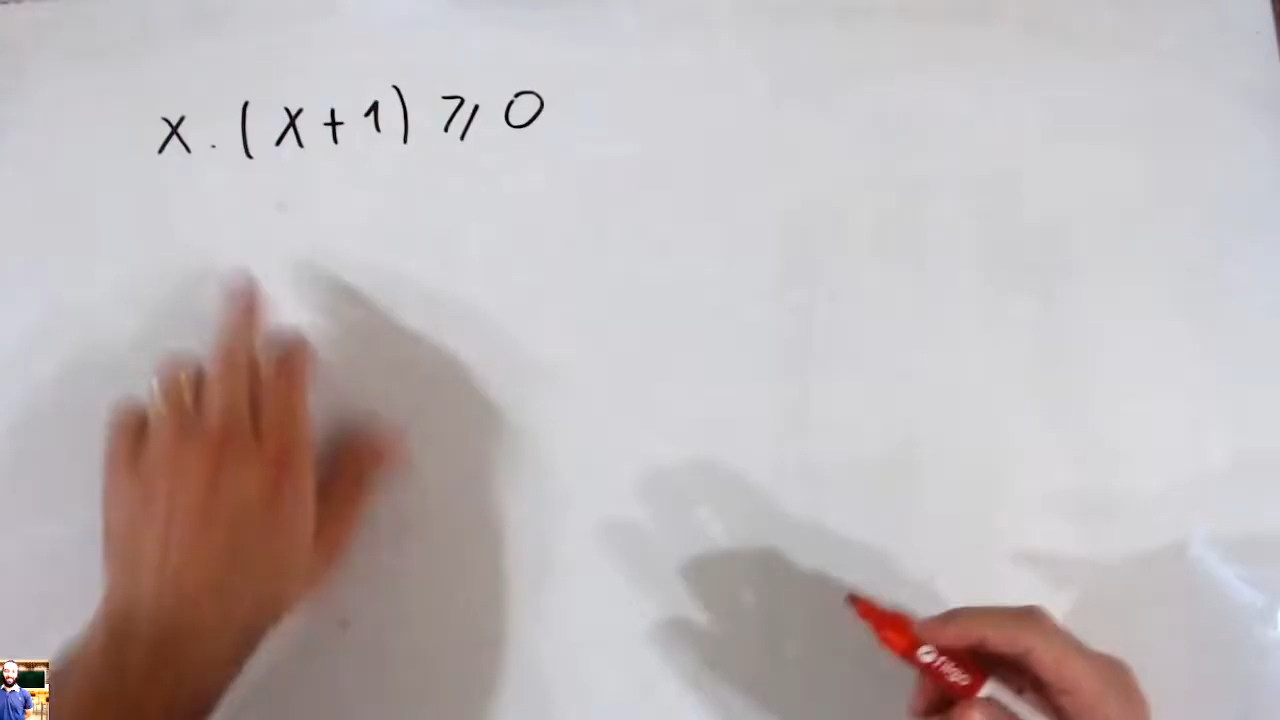 x . (x + 1) ⩾ 0